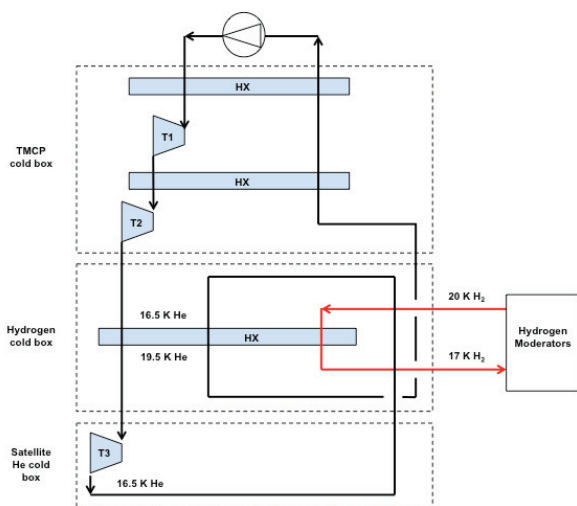 HX
T1
TMCP
cold box
HX
T2
16.5 K He
20 K H₂
Hydrogen
cold box
HX
Hydrogen
Moderators
19.5 K He
17 K H₂
Satellite
He cold
box
T3
16.5 K He